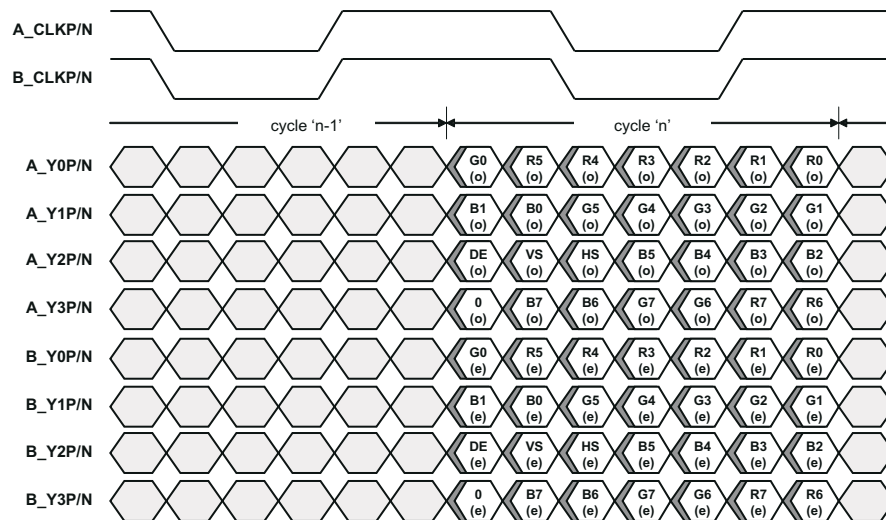 A_CLKP/N
B_CLKP/N
cycle ‘n-1’ cycle ‘n’
A_Y0P/N G0 (o) R5 (o) R4 (o) R3 (o) R2 (o) R1 (o) R0 (o)
A_Y1P/N B1 (o) B0 (o) G5 (o) G4 (o) G3 (o) G2 (o) G1 (o)
A_Y2P/N DE (o) VS (o) HS (o) B5 (o) B4 (o) B3 (o) B2 (o)
A_Y3P/N 0 (o) B7 (o) B6 (o) G7 (o) G6 (o) R7 (o) R6 (o)
B_Y0P/N G0 (e) R5 (e) R4 (e) R3 (e) R2 (e) R1 (e) R0 (e)
B_Y1P/N B1 (e) B0 (e) G5 (e) G4 (e) G3 (e) G2 (e) G1 (e)
B_Y2P/N DE (e) VS (e) HS (e) B5 (e) B4 (e) B3 (e) B2 (e)
B_Y3P/N 0 (e) B7 (e) B6 (e) G7 (e) G6 (e) R7 (e) R6 (e)